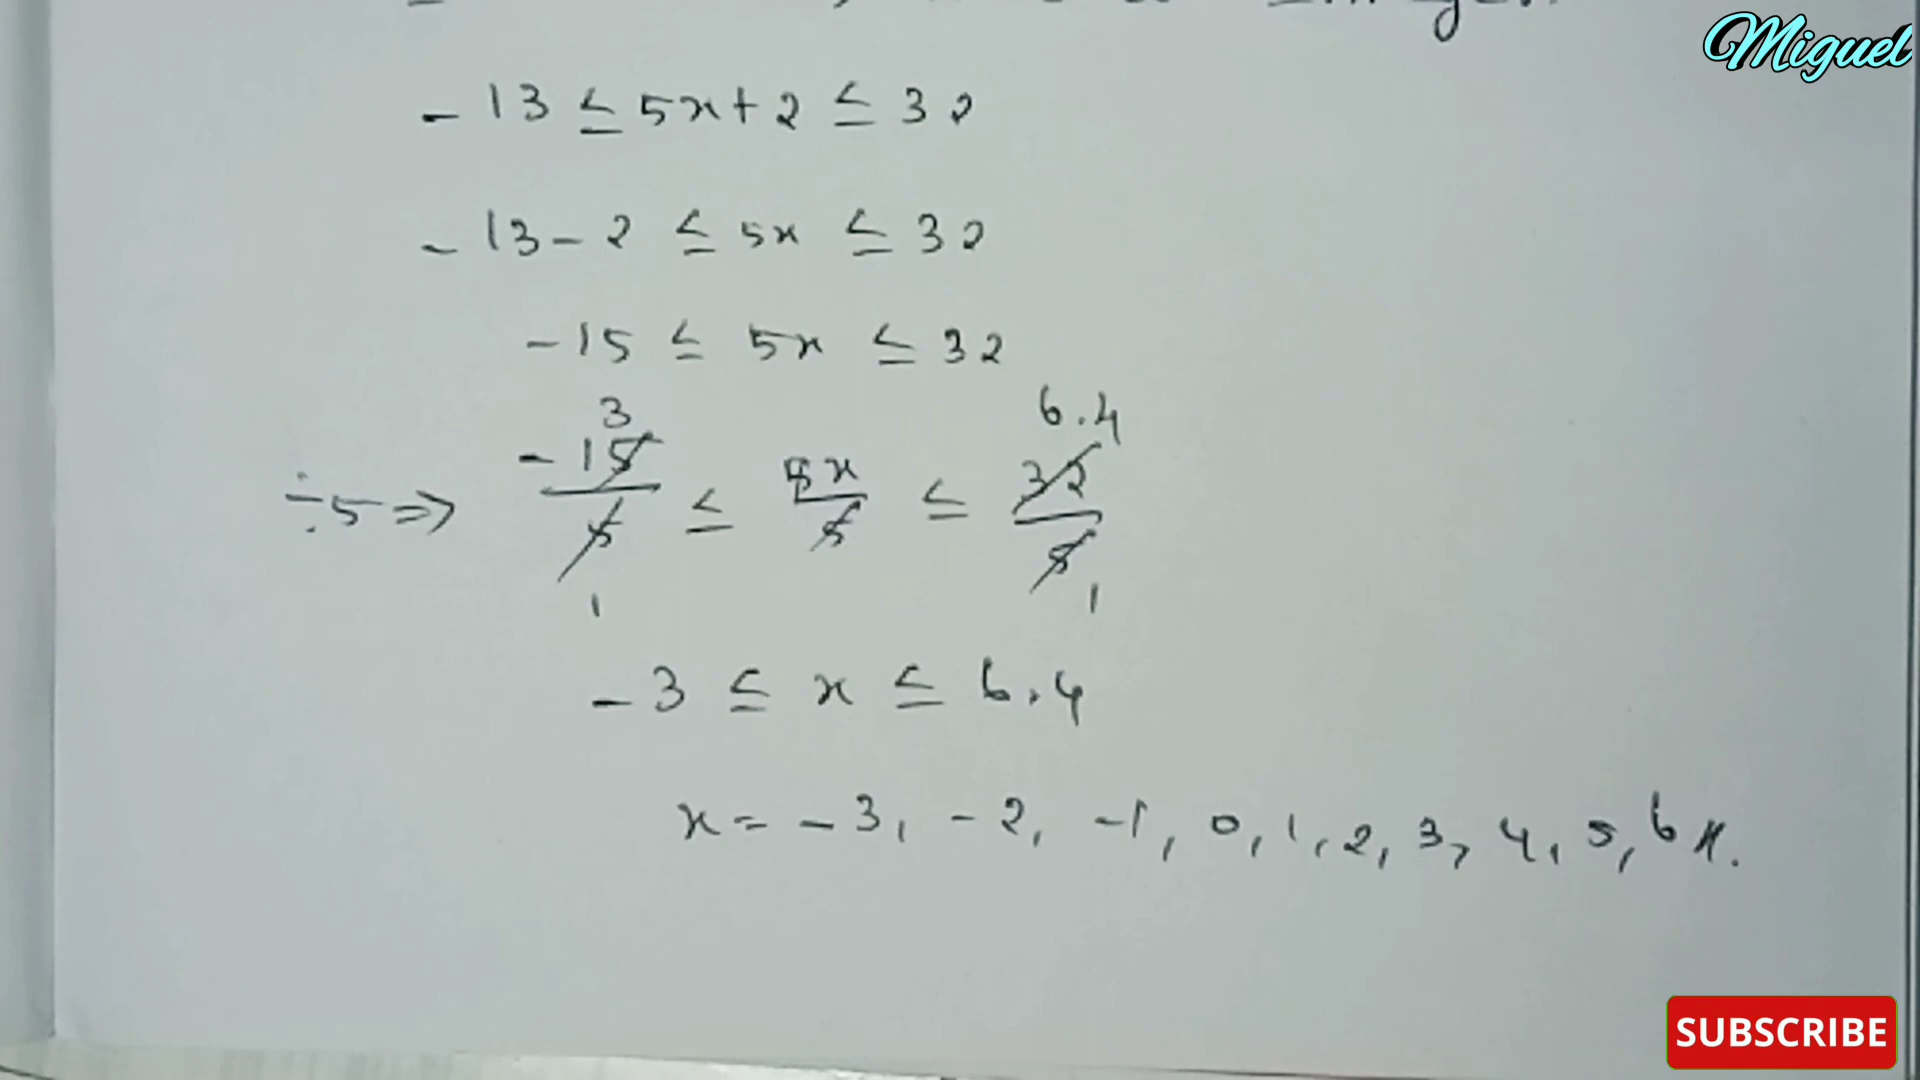 Miguel
- 13 ≤ 5x + 2 ≤ 32
- 13 - 2 ≤ 5x ≤ 32
- 15 ≤ 5x ≤ 32
3 6.4
÷5 ⇒ -15/5 ≤ 5x/5 ≤ 32/5
1 1
- 3 ≤ x ≤ 6.4
x = - 3, - 2, -1, 0, 1, 2, 3, 4, 5, 6
SUBSCRIBE